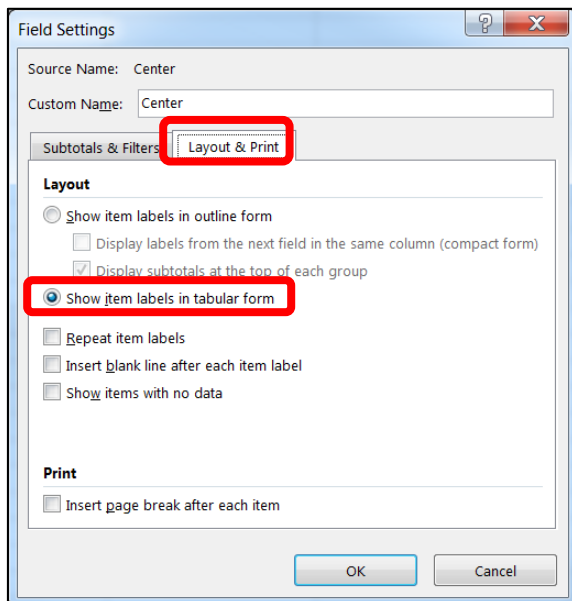 Field Settings
Source Name: Center
Custom Name: Center
Subtotals & Filters Layout & Print
Layout
Show item labels in outline form
Display labels from the next field in the same column (compact form)
Display subtotals at the top of each group
Show item labels in tabular form
Repeat item labels
Insert blank line after each item label
Show items with no data
Print
Insert page break after each item
OK Cancel